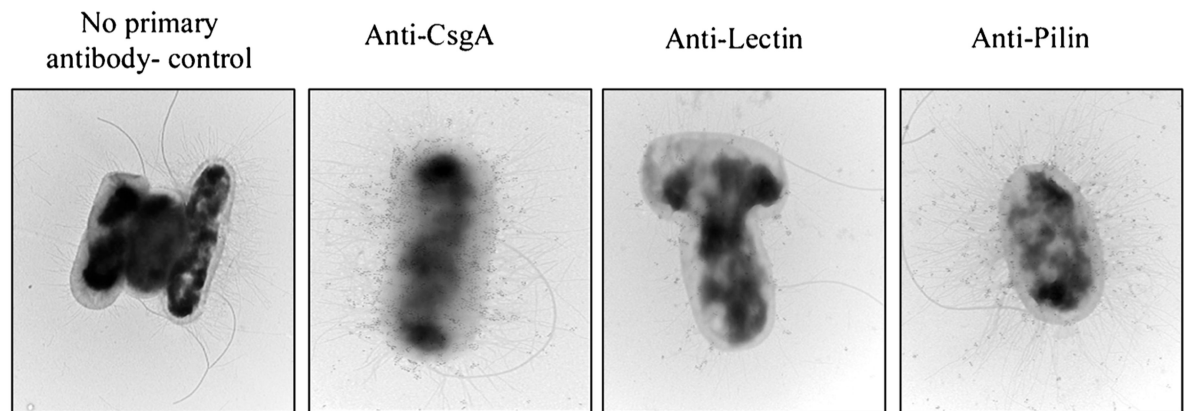 No primary
antibody- control
Anti-CsgA
Anti-Lectin
Anti-Pilin